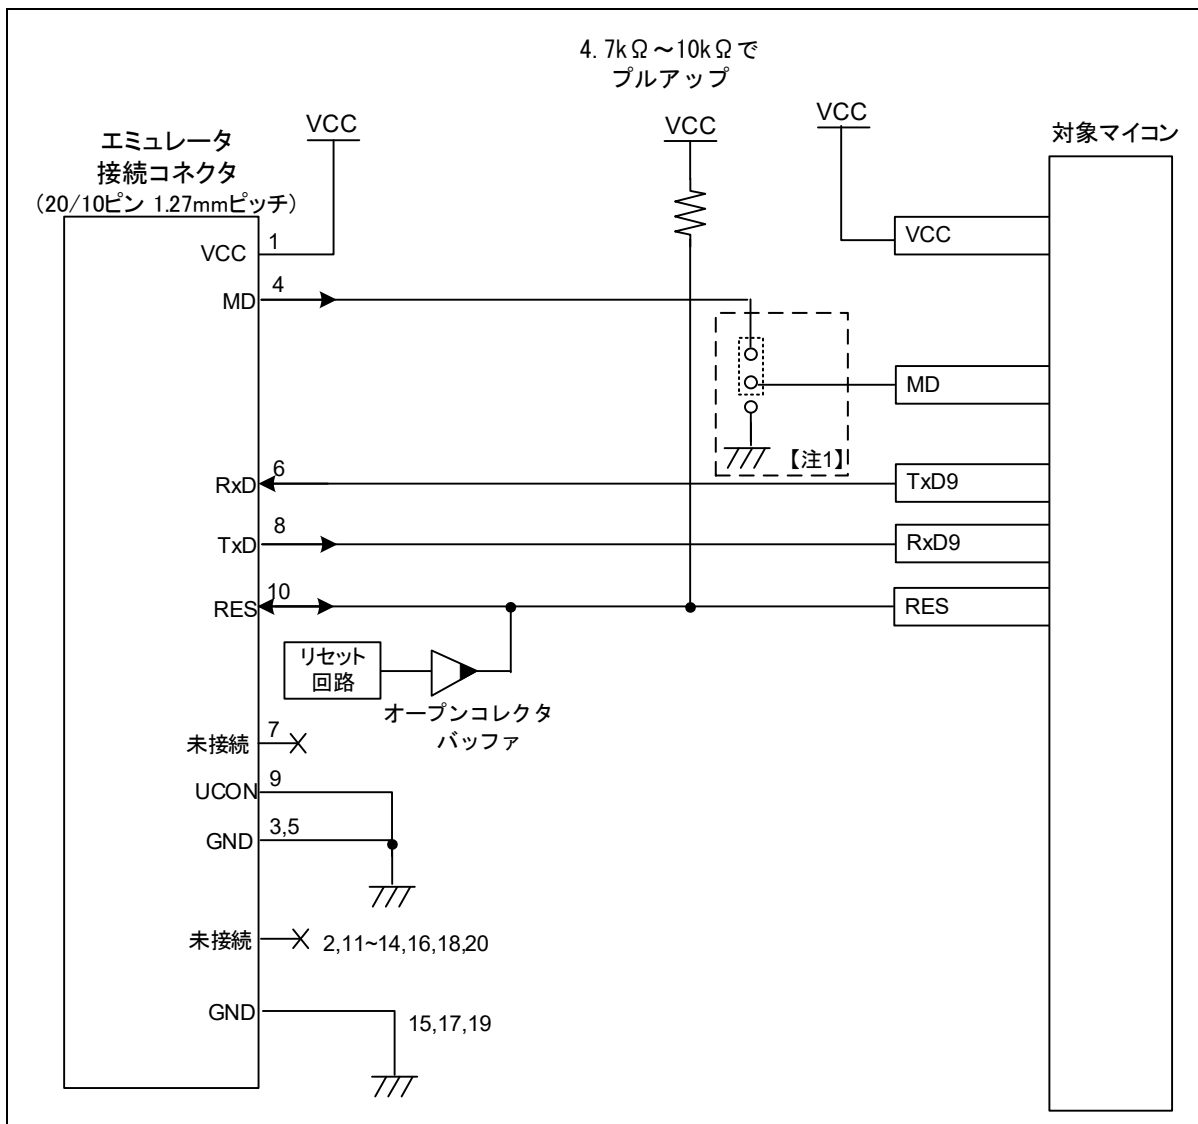 4.7kΩ～10kΩで
プルアップ
VCC
VCC
VCC
エミュレータ
接続コネクタ
（20/10ピン 1.27mmピッチ）
対象マイコン
VCC
1
VCC
MD
4
MD
【注1】
RxD
6
TxD9
TxD
8
RxD9
RES
10
RES
リセット
回路
オープンコレクタ
バッファ
未接続
7
UCON
9
GND
3,5
未接続
2,11~14,16,18,20
GND
15,17,19